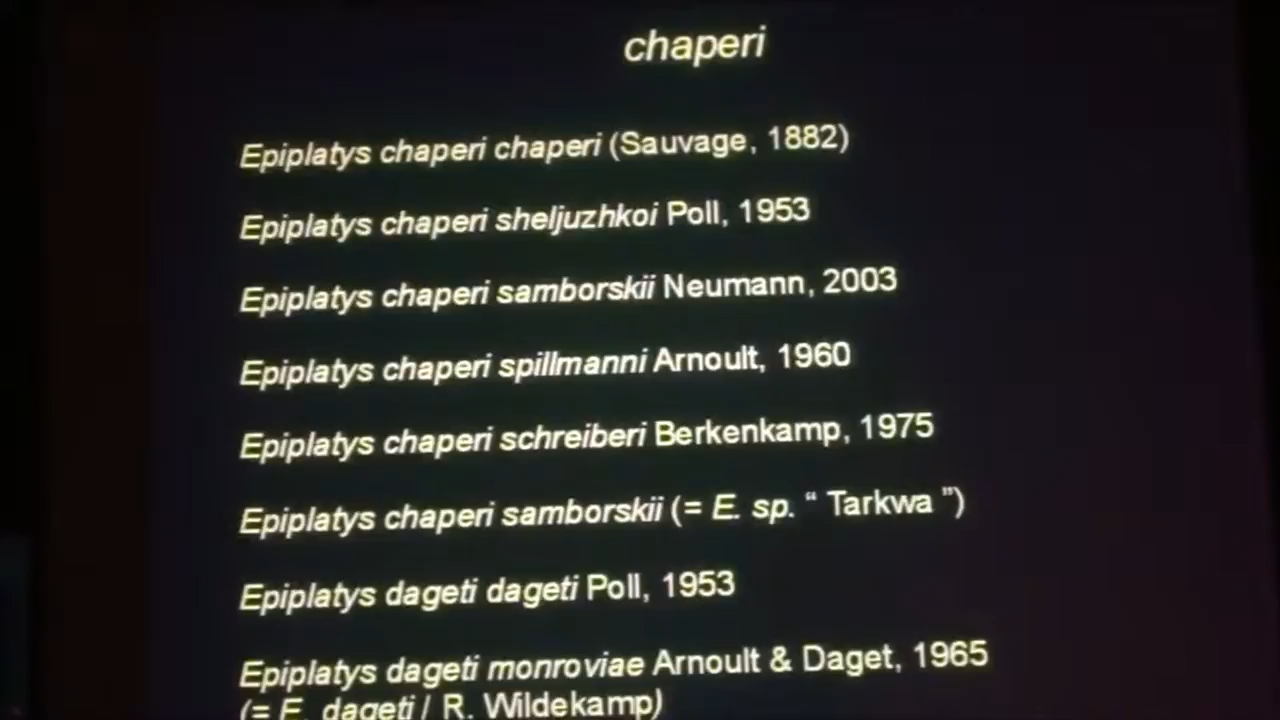 chaperi
Epiplatys chaperi chaperi (Sauvage, 1882)
Epiplatys chaperi sheljuzhkoi Poll, 1953
Epiplatys chaperi samborskii Neumann, 2003
Epiplatys chaperi spillmanni Arnoult, 1960
Epiplatys chaperi schreiberi Berkenkamp, 1975
Epiplatys chaperi samborskii (= E. sp. “ Tarkwa ”)
Epiplatys dageti dageti Poll, 1953
Epiplatys dageti monroviae Arnoult & Daget, 1965
(= E. dageti / R. Wildekamp)